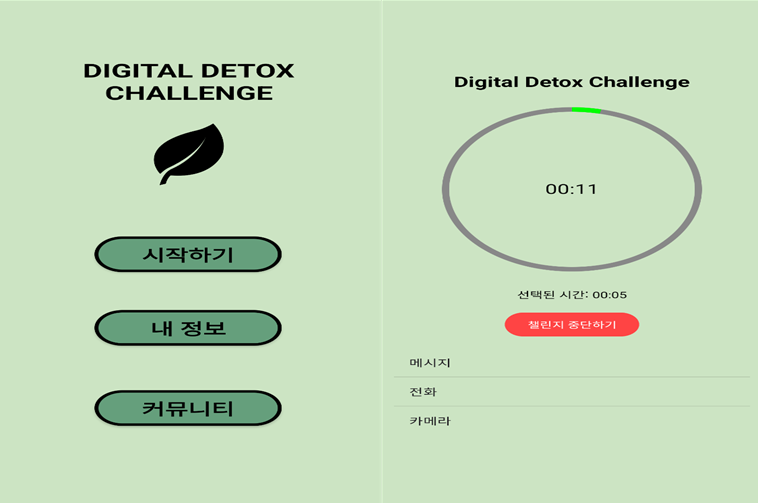 DIGITAL DETOX
CHALLENGE
시작하기
내 정보
커뮤니티
Digital Detox Challenge
00:11
선택된 시간: 00:05
챌린지 중단하기
메시지
전화
카메라